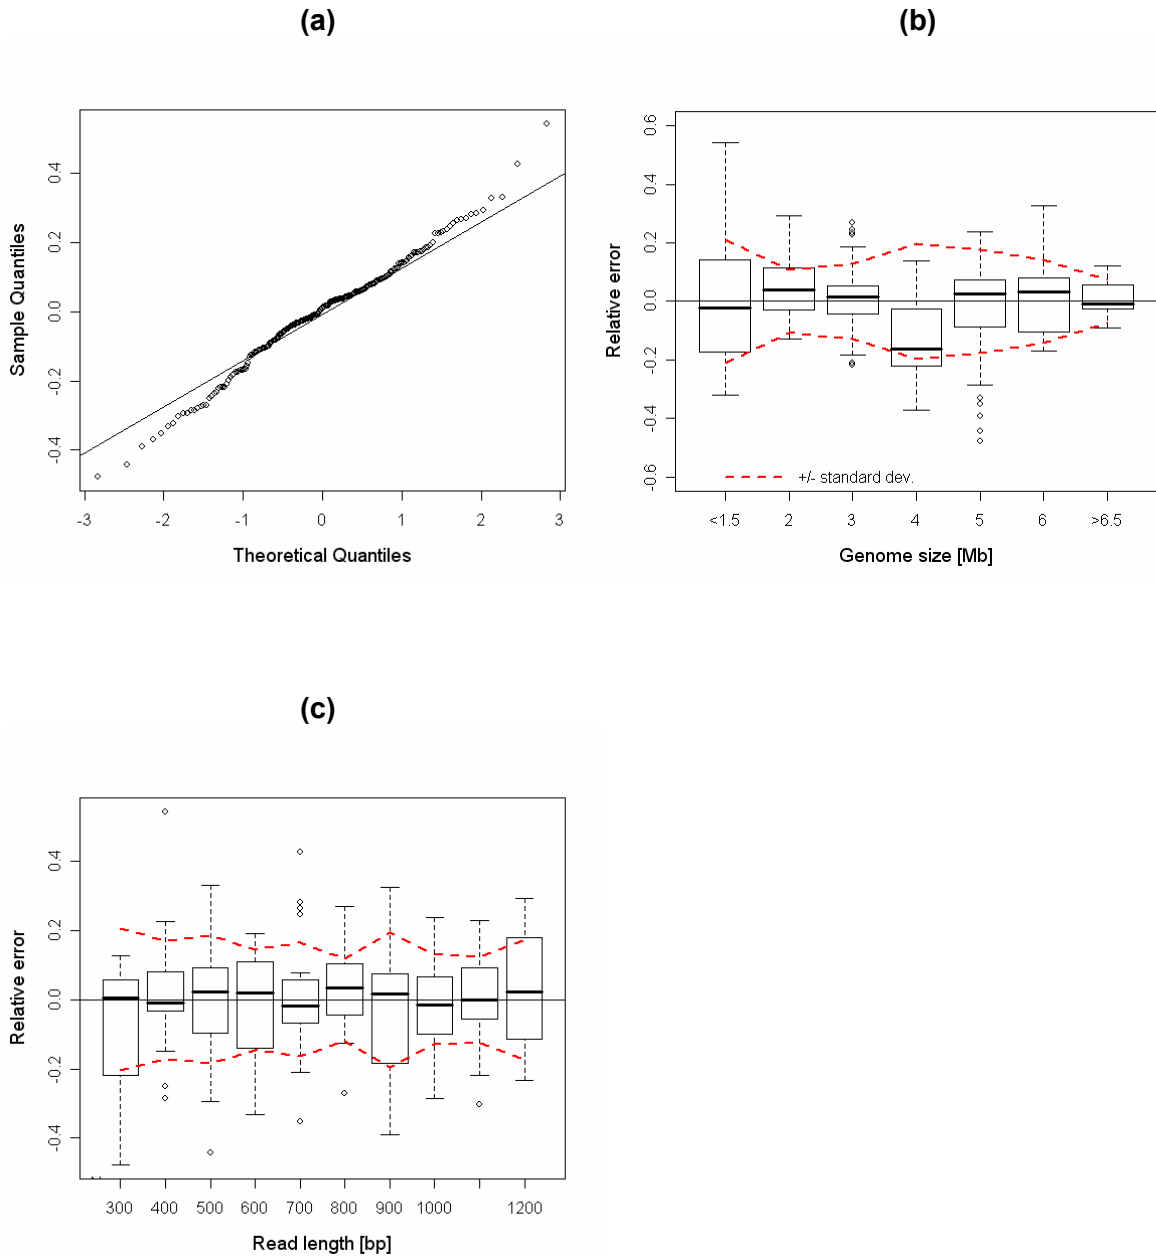 (a)
(b)
Sample Quantiles
-0.4 -0.2 0.0 0.2 0.4
-3 -2 -1 0 1 2 3
Theoretical Quantiles
Relative error
-0.6 -0.4 -0.2 0.0 0.2 0.4 0.6
+/- standard dev.
<1.5 2 3 4 5 6 >6.5
Genome size [Mb]
(c)
Relative error
-0.4 -0.2 0.0 0.2 0.4
300 400 500 600 700 800 900 1000 1200
Read length [bp]